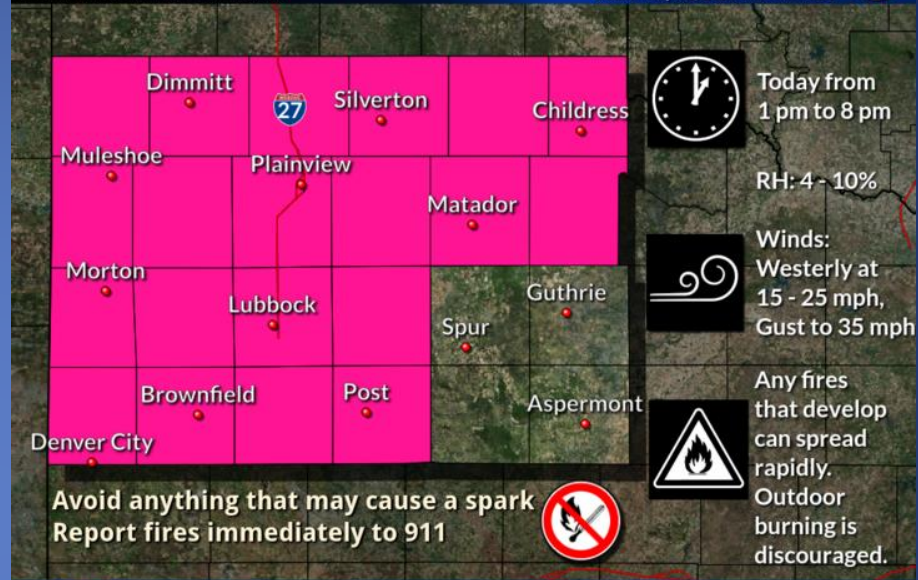 Dimmitt
27
Silverton
Childress
Muleshoe
Plainview
Matador
Morton
Lubbock
Guthrie
Spur
Brownfield
Post
Aspermont
Denver City
Today from
1 pm to 8 pm
RH: 4 - 10%
Winds:
Westerly at
15 - 25 mph,
Gust to 35 mph
Any fires
that develop
can spread
rapidly.
Outdoor
burning is
discouraged.
Avoid anything that may cause a spark
Report fires immediately to 911